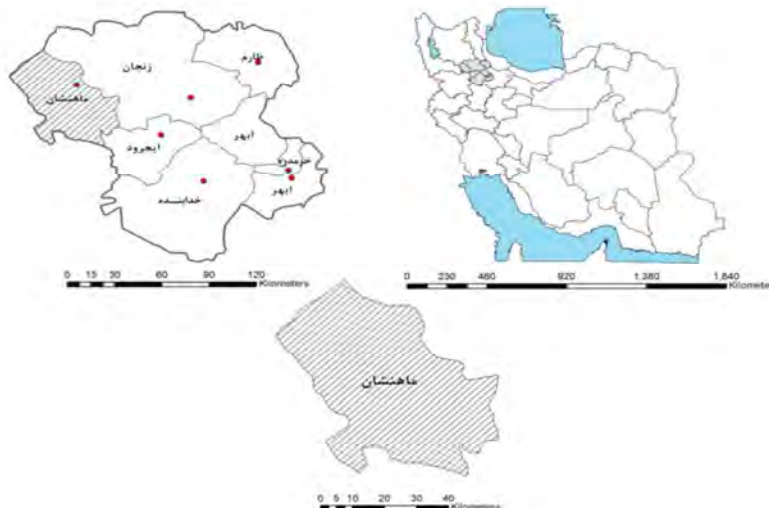 طارم
زنجان
ماهنشان
ابهر
ایجرود
خرمدره
ابهر
خدابنده
0 15 30 60 90 120
Kilometers
0 230 460 920 1,380 1,840
Kilomete
ماهنشان
0 5 10 20 30 40
Kilometers